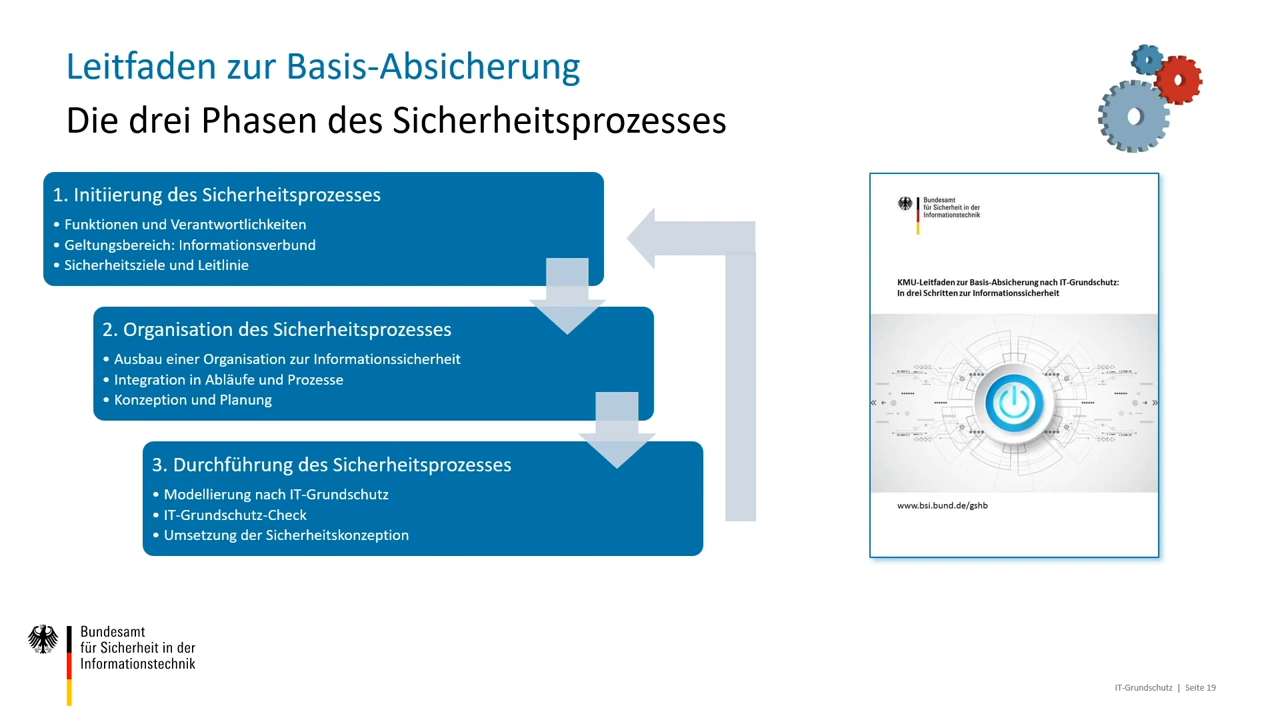 Leitfaden zur Basis-Absicherung
Die drei Phasen des Sicherheitsprozesses
1. Initiierung des Sicherheitsprozesses
• Funktionen und Verantwortlichkeiten
• Geltungsbereich: Informationsverbund
• Sicherheitsziele und Leitlinie
2. Organisation des Sicherheitsprozesses
• Ausbau einer Organisation zur Informationssicherheit
• Integration in Abläufe und Prozesse
• Konzeption und Planung
3. Durchführung des Sicherheitsprozesses
• Modellierung nach IT-Grundschutz
• IT-Grundschutz-Check
• Umsetzung der Sicherheitskonzeption
Bundesamt
für Sicherheit in der
Informationstechnik
KMU-Leitfaden zur Basis-Absicherung nach IT-Grundschutz:
In drei Schritten zur Informationssicherheit
www.bsi.bund.de/gshb
Bundesamt
für Sicherheit in der
Informationstechnik
IT-Grundschutz | Seite 19